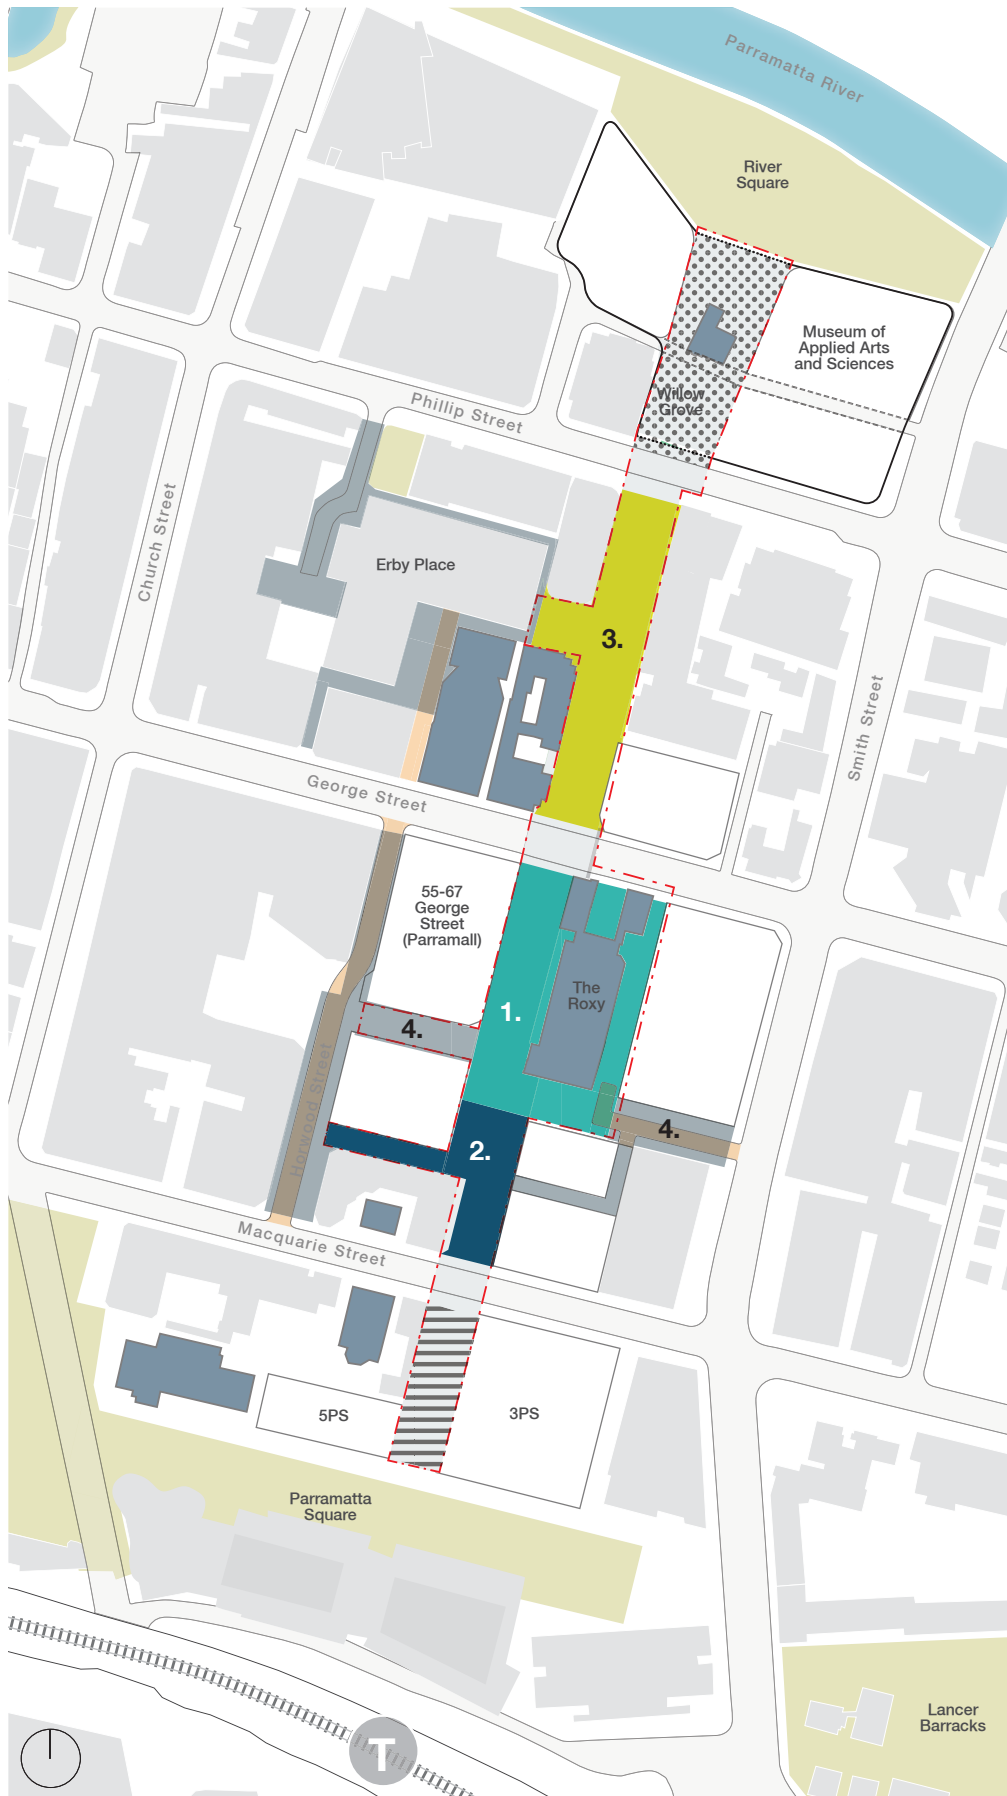 Parramatta River
River
Square
Museum of
Applied Arts
and Sciences
Willow
Grove
Phillip Street
Church Street
Erby Place
3.
Smith Street
George Street
55-67
George
Street
(Parramall)
The
Roxy
1.
4.
4.
Horwood Street
2.
Macquarie Street
5PS
3PS
Parramatta
Square
Lancer
Barracks
T